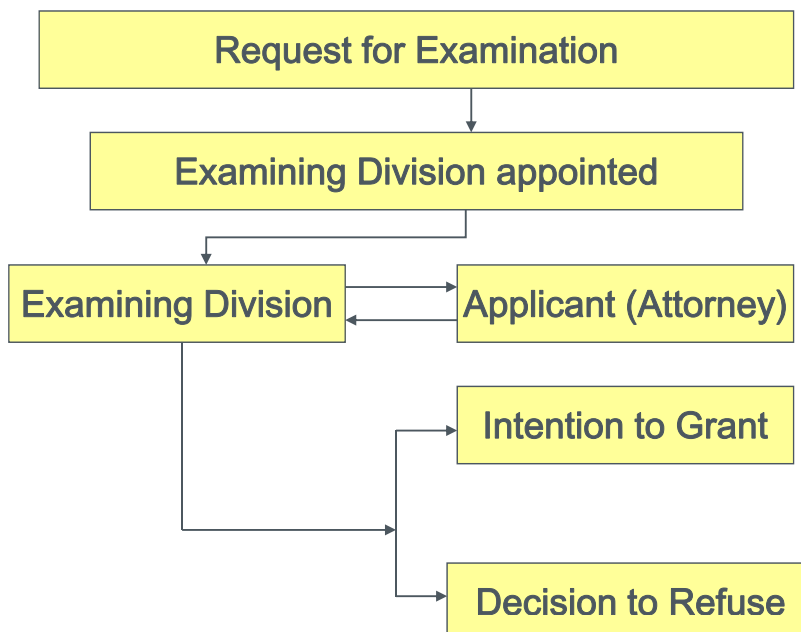 Request for Examination
Examining Division appointed
Examining Division
Applicant (Attorney)
Intention to Grant
Decision to Refuse